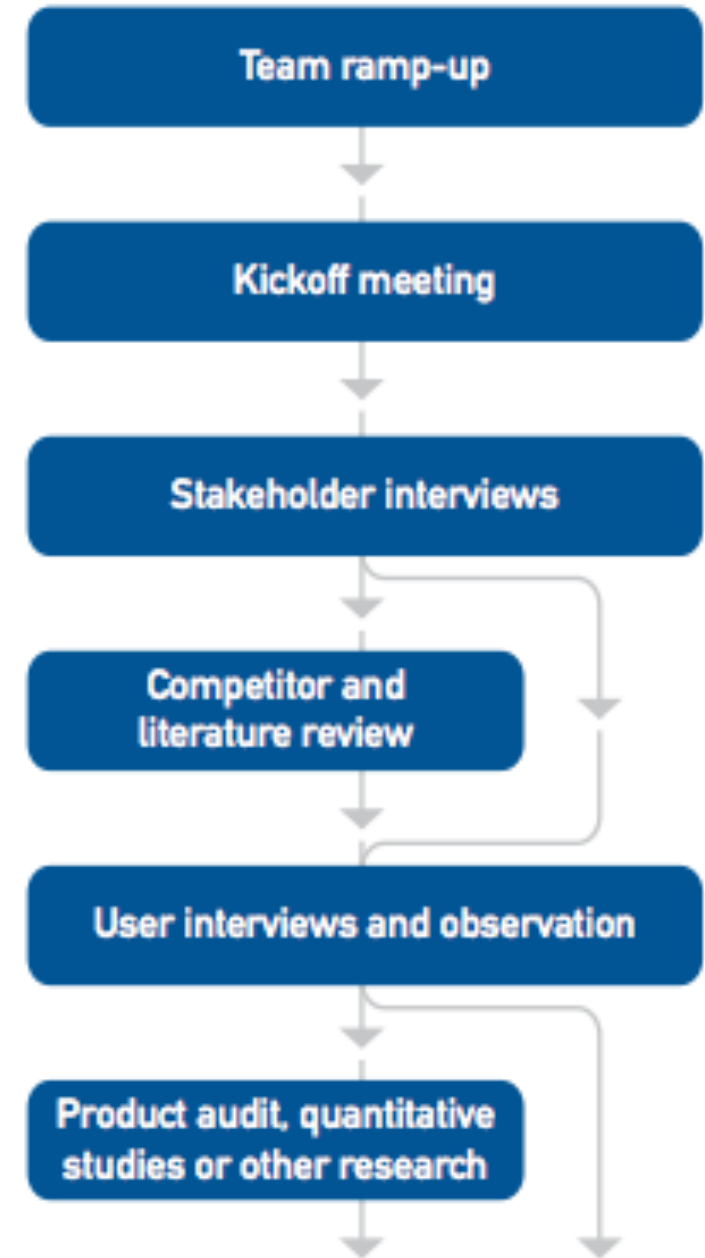 Team ramp-up
Kickoff meeting
Stakeholder interviews
Competitor and
literature review
User interviews and observation
Product audit, quantitative
studies or other research